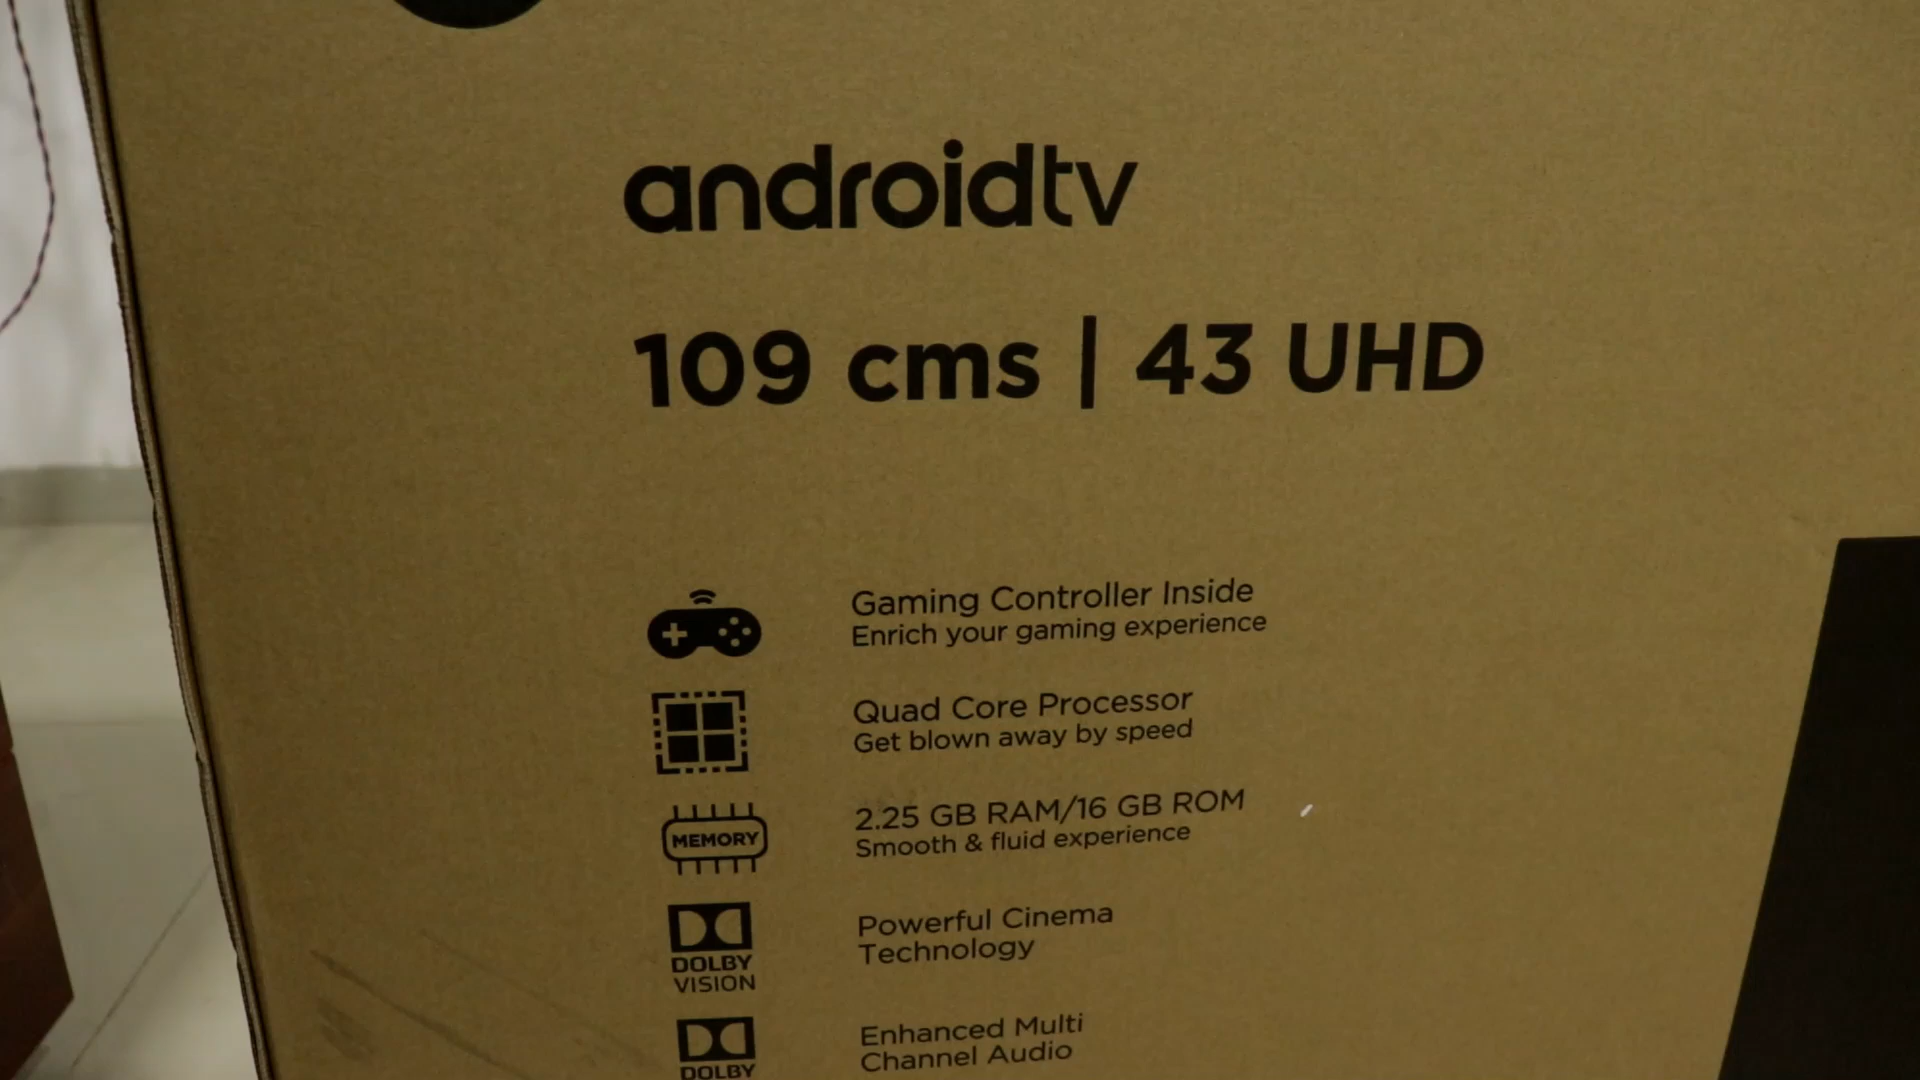 androidtv
109 cms | 43 UHD
Gaming Controller Inside
Enrich your gaming experience
Quad Core Processor
Get blown away by speed
MEMORY
2.25 GB RAM/16 GB ROM
Smooth & fluid experience
DOLBY
VISION
Powerful Cinema
Technology
DOLBY
Enhanced Multi
Channel Audio